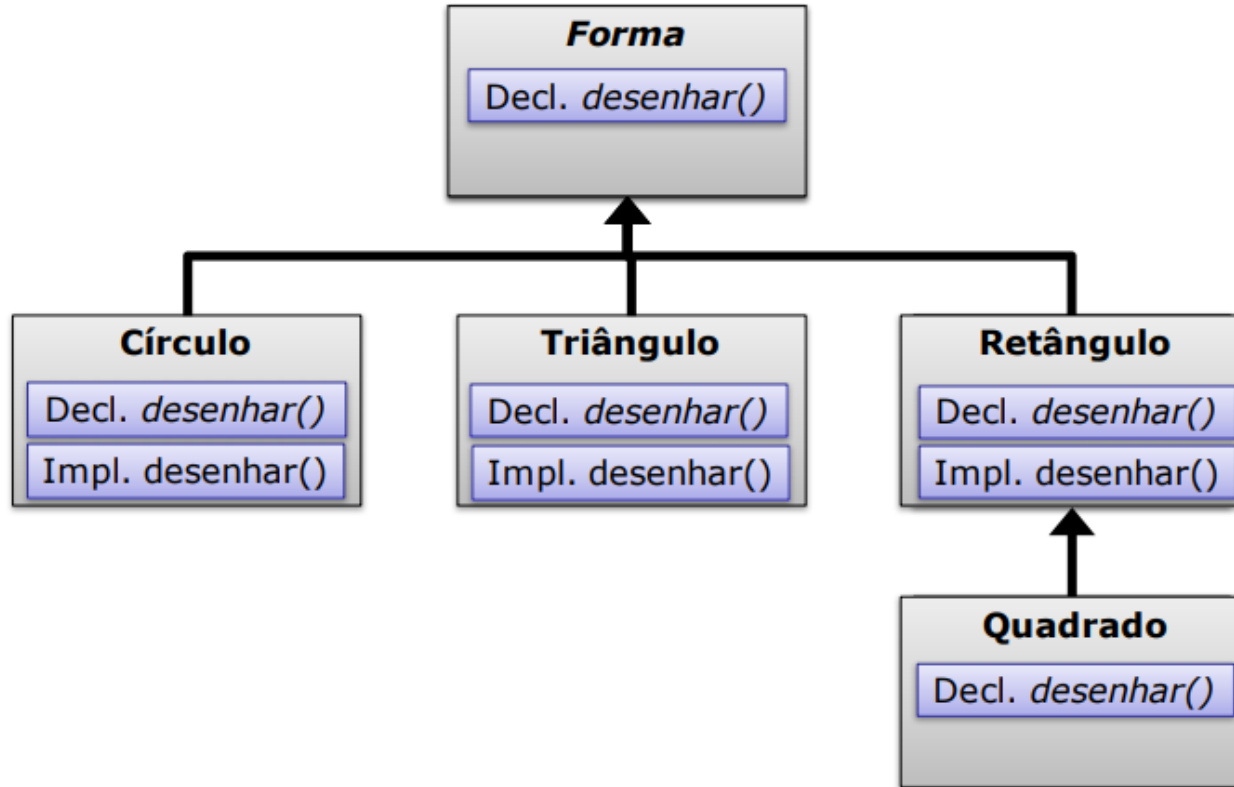 Forma
Decl. desenhar()
Círculo
Decl. desenhar()
Impl. desenhar()
Triângulo
Decl. desenhar()
Impl. desenhar()
Retângulo
Decl. desenhar()
Impl. desenhar()
Quadrado
Decl. desenhar()